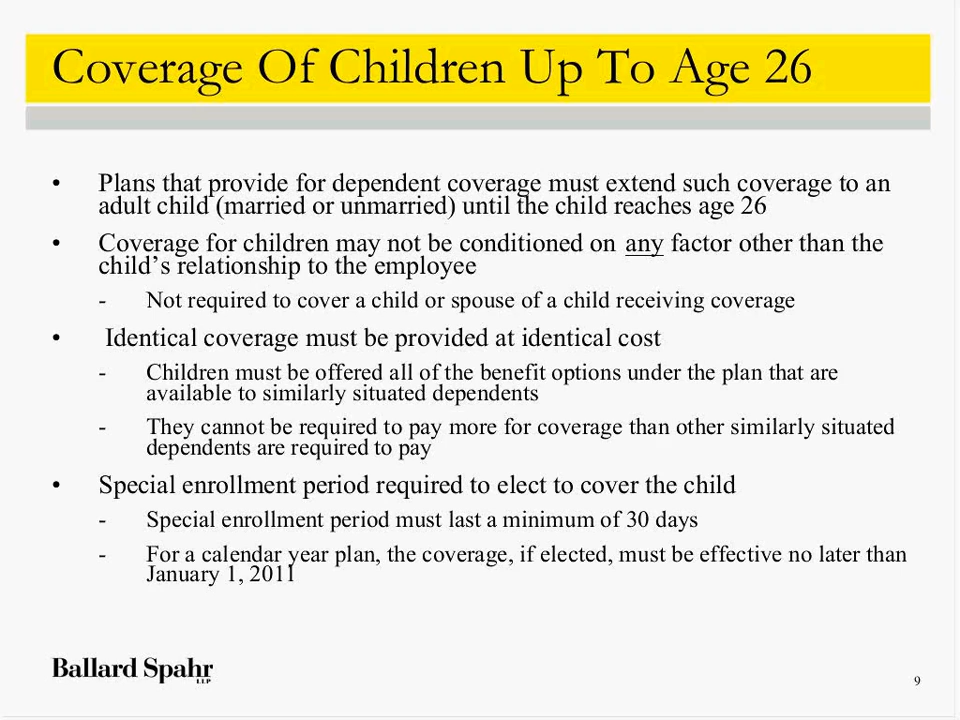 Coverage Of Children Up To Age 26
• Plans that provide for dependent coverage must extend such coverage to an
adult child (married or unmarried) until the child reaches age 26
• Coverage for children may not be conditioned on any factor other than the
child’s relationship to the employee
- Not required to cover a child or spouse of a child receiving coverage
• Identical coverage must be provided at identical cost
- Children must be offered all of the benefit options under the plan that are
available to similarly situated dependents
- They cannot be required to pay more for coverage than other similarly situated
dependents are required to pay
• Special enrollment period required to elect to cover the child
- Special enrollment period must last a minimum of 30 days
- For a calendar year plan, the coverage, if elected, must be effective no later than
January 1, 2011
Ballard Spahr
LLP
9